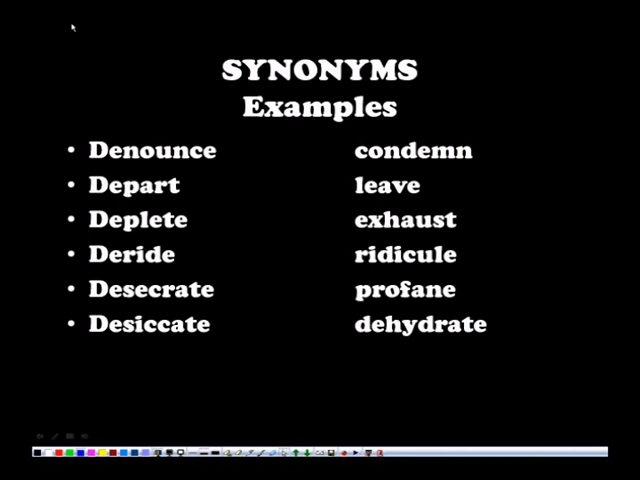 SYNONYMS
Examples
• Denounce condemn
• Depart leave
• Deplete exhaust
• Deride ridicule
• Desecrate profane
• Desiccate dehydrate